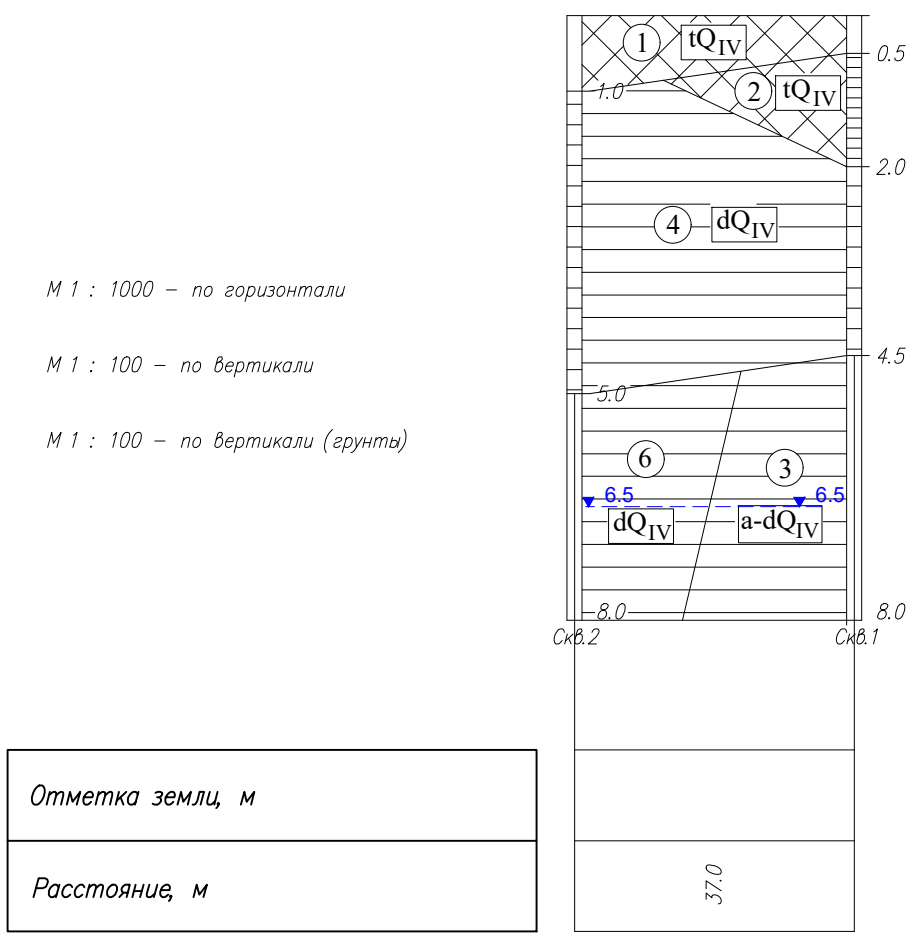 1 tQIV
0.5
2 tQIV
1.0
2.0
4 dQIV
М 1 : 1000 – по горизонтали
4.5
М 1 : 100 – по вертикали
5.0
М 1 : 100 – по вертикали (грунты)
6 3
6.5 6.5
dQIV a-dQIV
8.0 8.0
Скв.2 Скв.1
Отметка земли, м
Расстояние, м 37.0